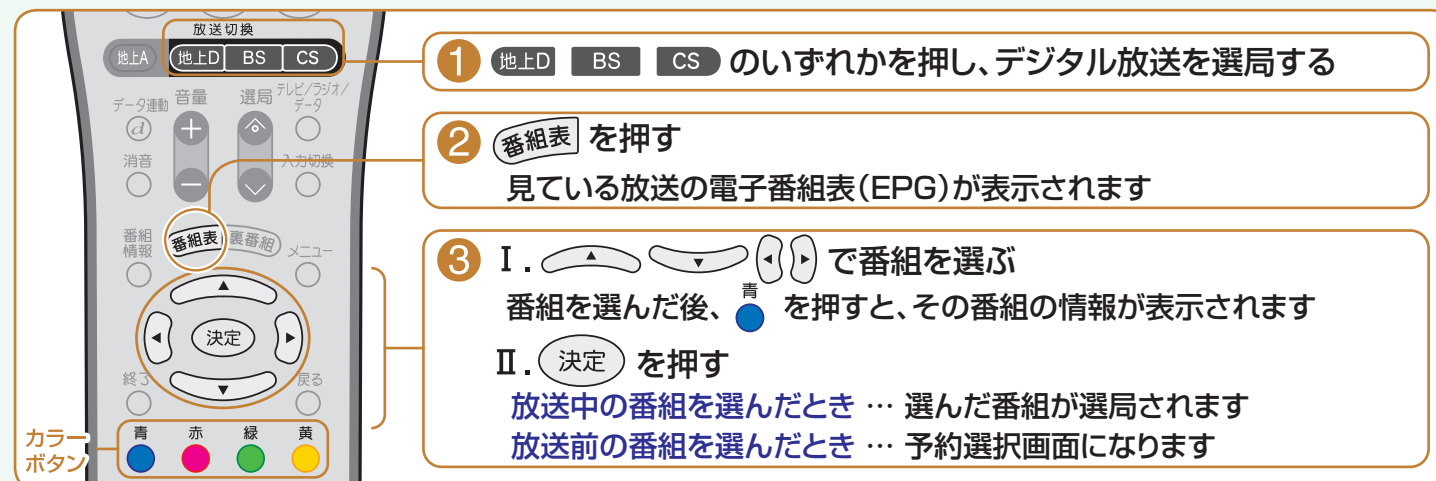 放送切換
地上A 地上D BS CS
データ連動 音量 選局 テレビ/ラジオ/データ
d + 
消音 − 入力切換
番組情報 番組表 裏番組 メニュー
決定
終了 戻る
カラーボタン
青 赤 緑 黄
1 地上D BS CS のいずれかを押し、デジタル放送を選局する
2 番組表 を押す
見ている放送の電子番組表(EPG)が表示されます
3 Ⅰ. で番組を選ぶ
番組を選んだ後、青 を押すと、その番組の情報が表示されます
Ⅱ. 決定 を押す
放送中の番組を選んだとき … 選んだ番組が選局されます
放送前の番組を選んだとき … 予約選択画面になります